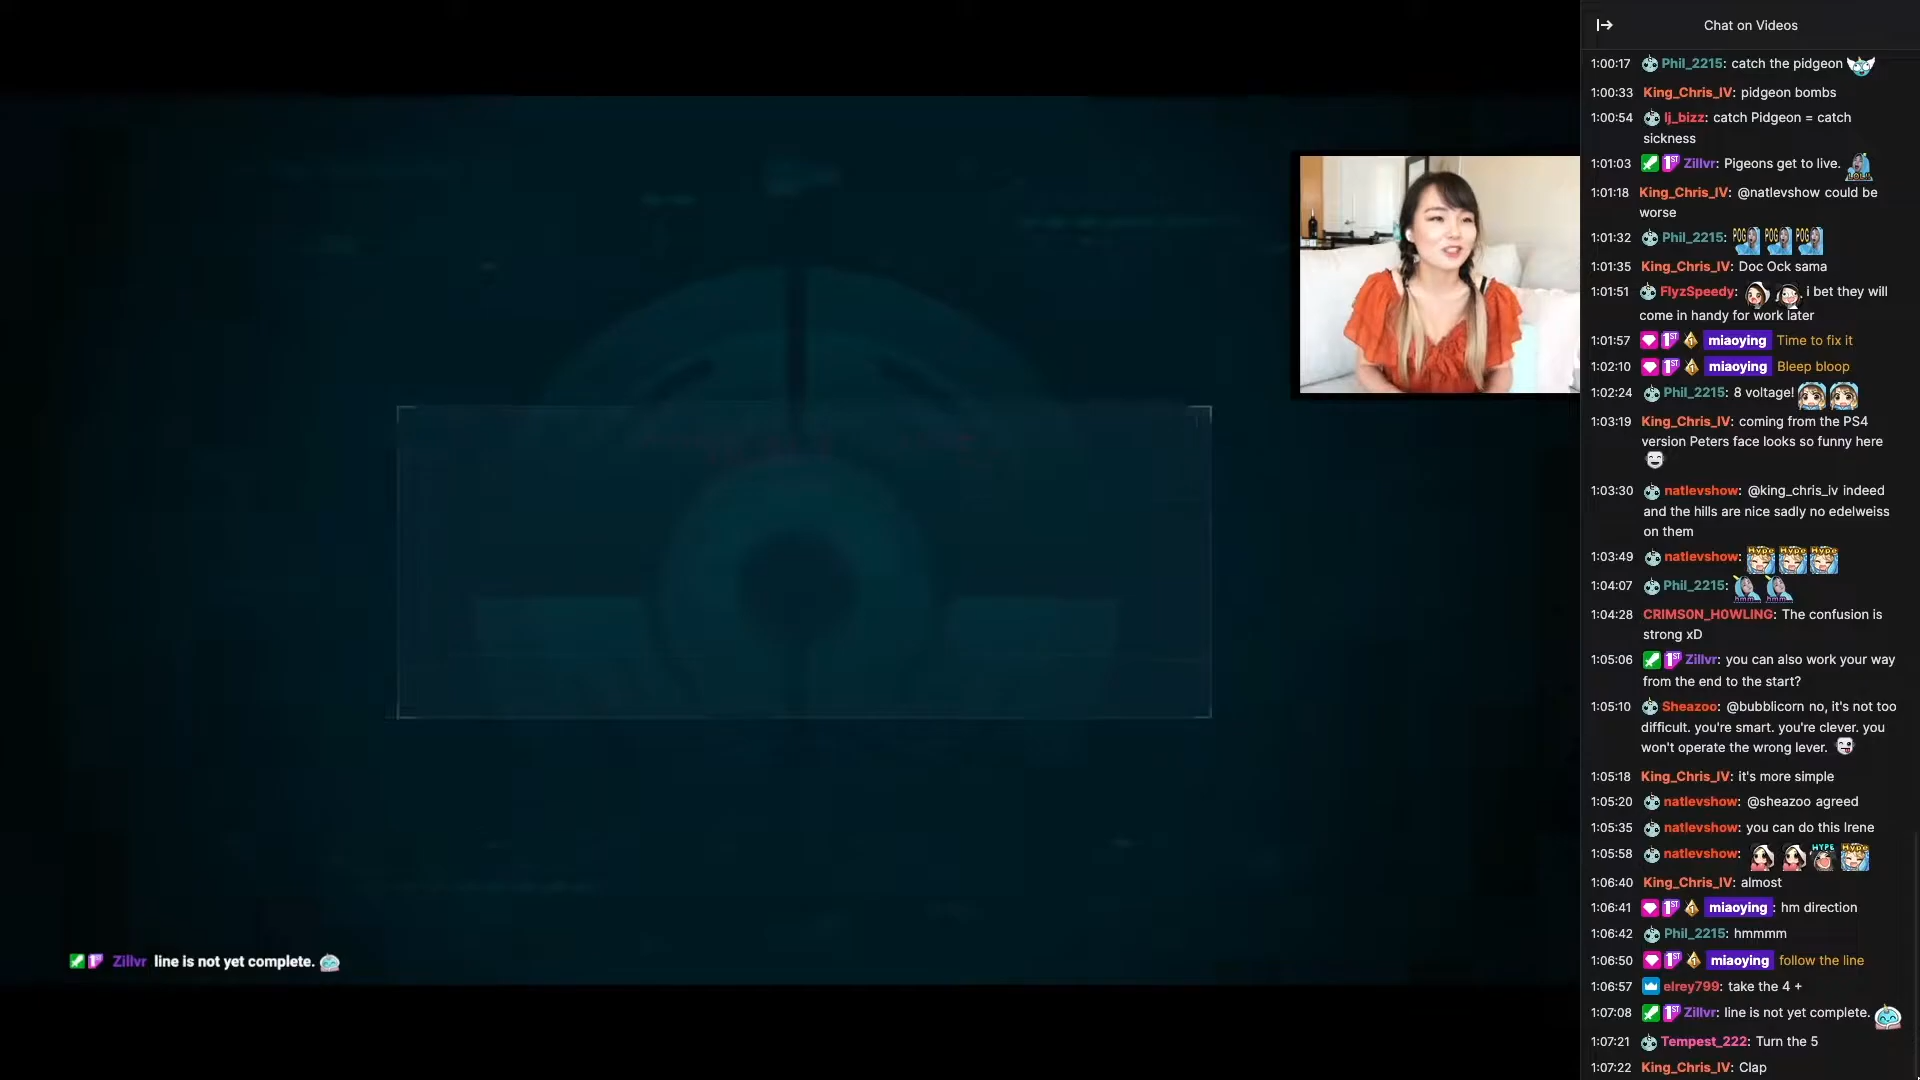 Chat on Videos
1:00:17 Phil_2215: catch the pidgeon
1:00:33 King_Chris_IV: pidgeon bombs
1:00:54 lj_bizz: catch Pidgeon = catch
sickness
1:01:03 Zillvr: Pigeons get to live.
1:01:18 King_Chris_IV: @natlevshow could be
worse
1:01:32 Phil_2215: POG POG POG
1:01:35 King_Chris_IV: Doc Ock sama
1:01:51 FlyzSpeedy: i bet they will
come in handy for work later
1:01:57 miaoying Time to fix it
1:02:10 miaoying Bleep bloop
1:02:24 Phil_2215: 8 voltage!
1:03:19 King_Chris_IV: coming from the PS4
version Peters face looks so funny here
1:03:30 natlevshow: @king_chris_iv indeed
and the hills are nice sadly no edelweiss
on them
1:03:49 natlevshow: Hype Hype Hype
1:04:07 Phil_2215: hmm hmm
1:04:28 CRIMS0N_H0WLING: The confusion is
strong xD
1:05:06 Zillvr: you can also work your way
from the end to the start?
1:05:10 Sheazoo: @bubblicorn no, it's not too
difficult. you're smart. you're clever. you
won't operate the wrong lever.
1:05:18 King_Chris_IV: it's more simple
1:05:20 natlevshow: @sheazoo agreed
1:05:35 natlevshow: you can do this Irene
1:05:58 natlevshow: HYPE Hype
1:06:40 King_Chris_IV: almost
1:06:41 miaoying : hm direction
1:06:42 Phil_2215: hmmmm
1:06:50 miaoying follow the line
1:06:57 elrey799: take the 4 +
1:07:08 Zillvr: line is not yet complete.
1:07:21 Tempest_222: Turn the 5
1:07:22 King_Chris_IV: Clap
Zillvr line is not yet complete.